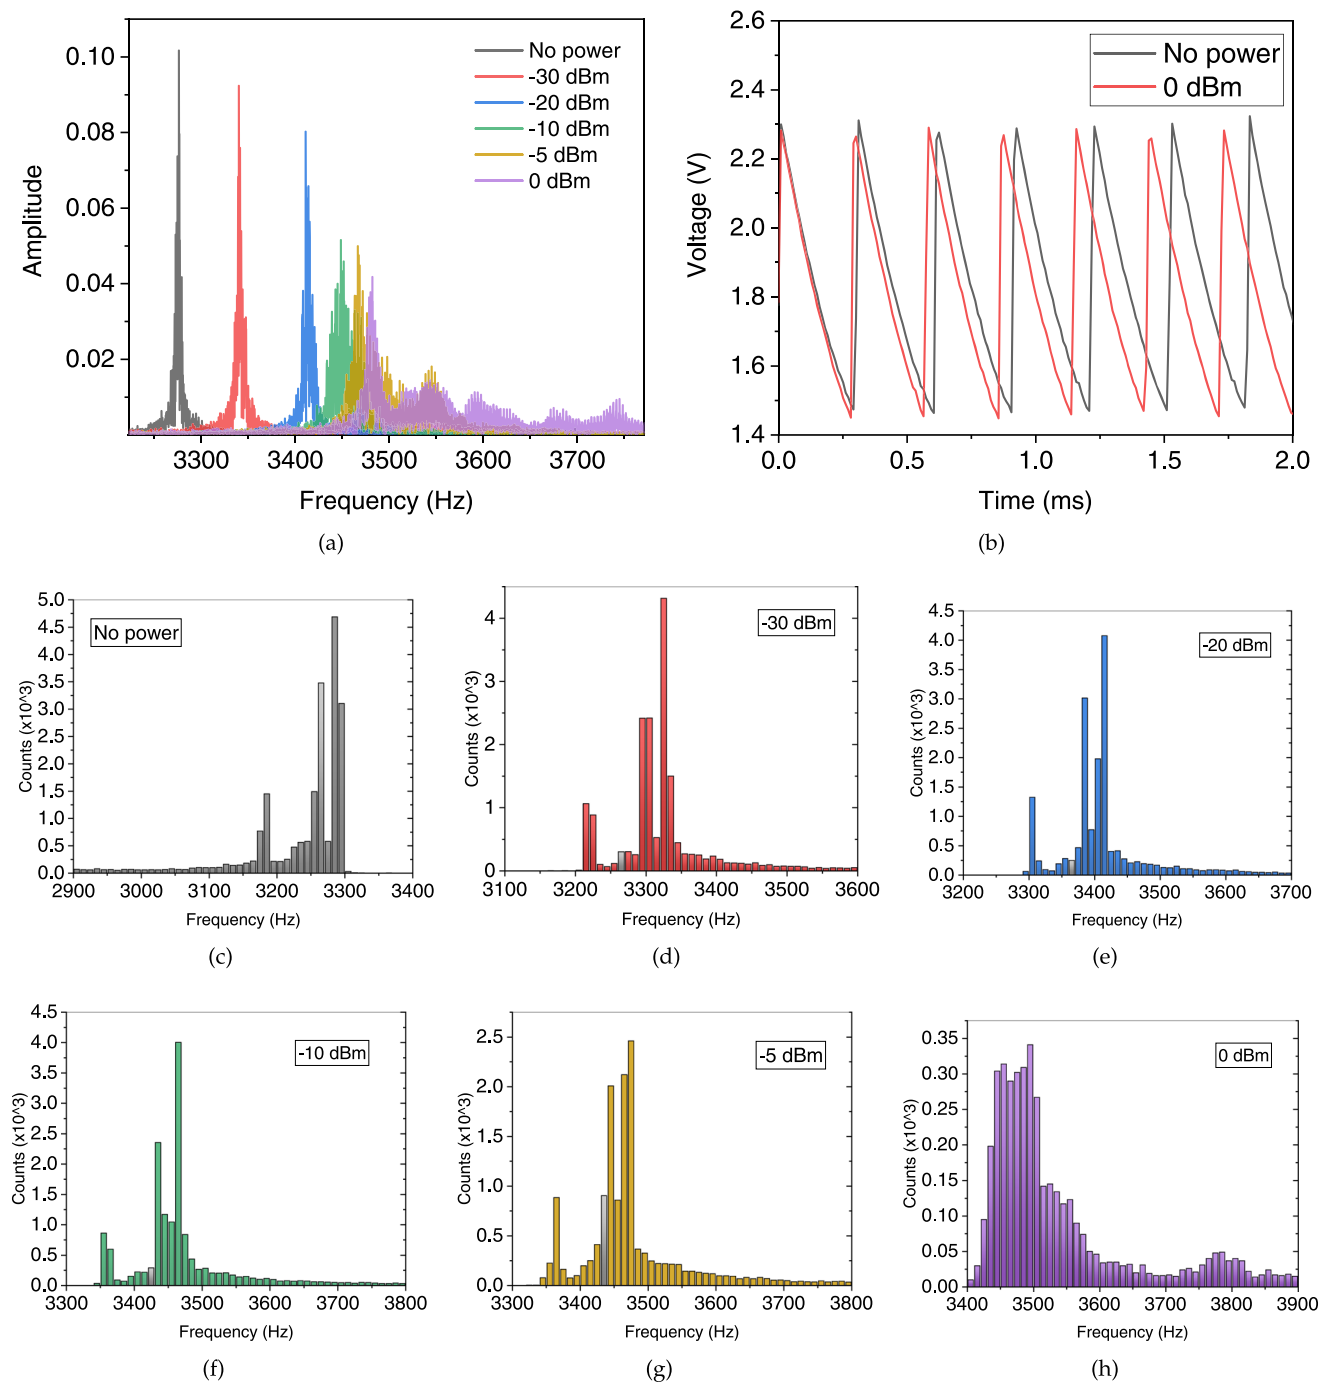 0.10
0.08
0.06
0.04
0.02
Amplitude
No power
-30 dBm
-20 dBm
-10 dBm
-5 dBm
0 dBm
3300 3400 3500 3600 3700
Frequency (Hz)
(a)
2.6
2.4
2.2
2.0
1.8
1.6
1.4
Voltage (V)
No power
0 dBm
0.0 0.5 1.0 1.5 2.0
Time (ms)
(b)
5.0
4.5
4.0
3.5
3.0
2.5
2.0
1.5
1.0
0.5
0.0
Counts (x10^3)
No power
2900 3000 3100 3200 3300 3400
Frequency (Hz)
(c)
4
3
2
1
0
Counts (x10^3)
-30 dBm
3100 3200 3300 3400 3500 3600
Frequency (Hz)
(d)
4.5
4.0
3.5
3.0
2.5
2.0
1.5
1.0
0.5
0.0
Counts (x10^3)
-20 dBm
3200 3300 3400 3500 3600 3700
Frequency (Hz)
(e)
4.5
4.0
3.5
3.0
2.5
2.0
1.5
1.0
0.5
0.0
Counts (x10^3)
-10 dBm
3300 3400 3500 3600 3700 3800
Frequency (Hz)
(f)
2.5
2.0
1.5
1.0
0.5
0.0
Counts (x10^3)
-5 dBm
3300 3400 3500 3600 3700 3800
Frequency (Hz)
(g)
0.35
0.30
0.25
0.20
0.15
0.10
0.05
0.00
Counts (x10^3)
0 dBm
3400 3500 3600 3700 3800 3900
Frequency (Hz)
(h)